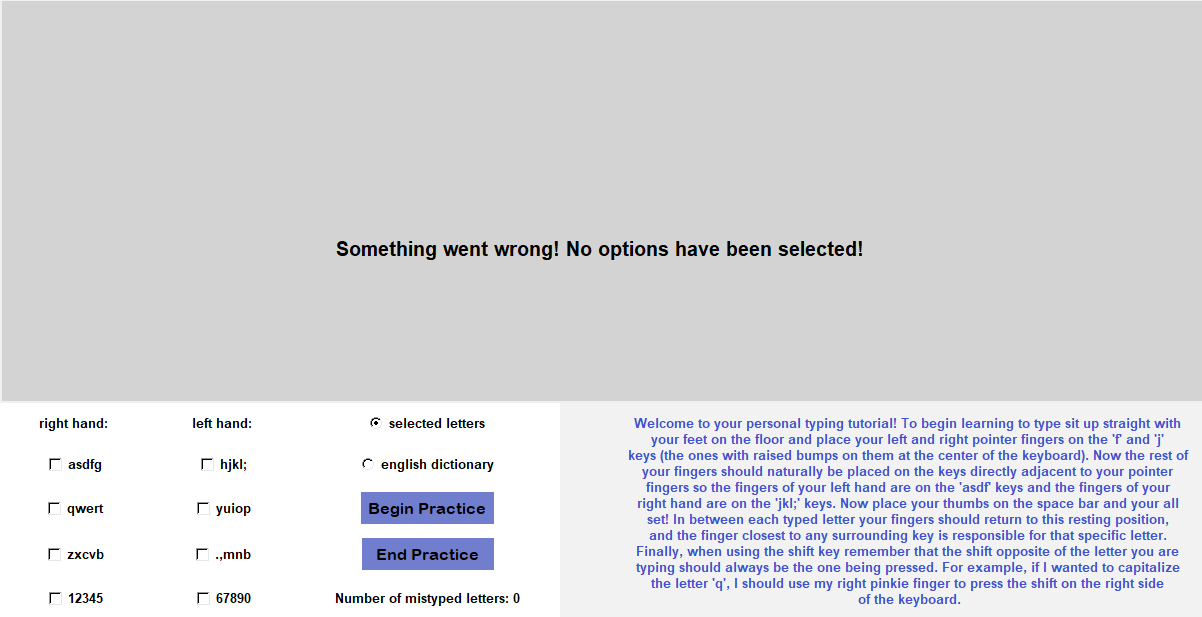 Something went wrong! No options have been selected!
right hand:
left hand:
selected letters
asdfg
hjkl;
english dictionary
qwert
yuiop
Begin Practice
zxcvb
.,mnb
End Practice
12345
67890
Number of mistyped letters: 0
Welcome to your personal typing tutorial! To begin learning to type sit up straight with
your feet on the floor and place your left and right pointer fingers on the 'f' and 'j'
keys (the ones with raised bumps on them at the center of the keyboard). Now the rest of
your fingers should naturally be placed on the keys directly adjacent to your pointer
fingers so the fingers of your left hand are on the 'asdf' keys and the fingers of your
right hand are on the 'jkl;' keys. Now place your thumbs on the space bar and your all
set! In between each typed letter your fingers should return to this resting position,
and the finger closest to any surrounding key is responsible for that specific letter.
Finally, when using the shift key remember that the shift opposite of the letter you are
typing should always be the one being pressed. For example, if I wanted to capitalize
the letter 'q', I should use my right pinkie finger to press the shift on the right side
of the keyboard.